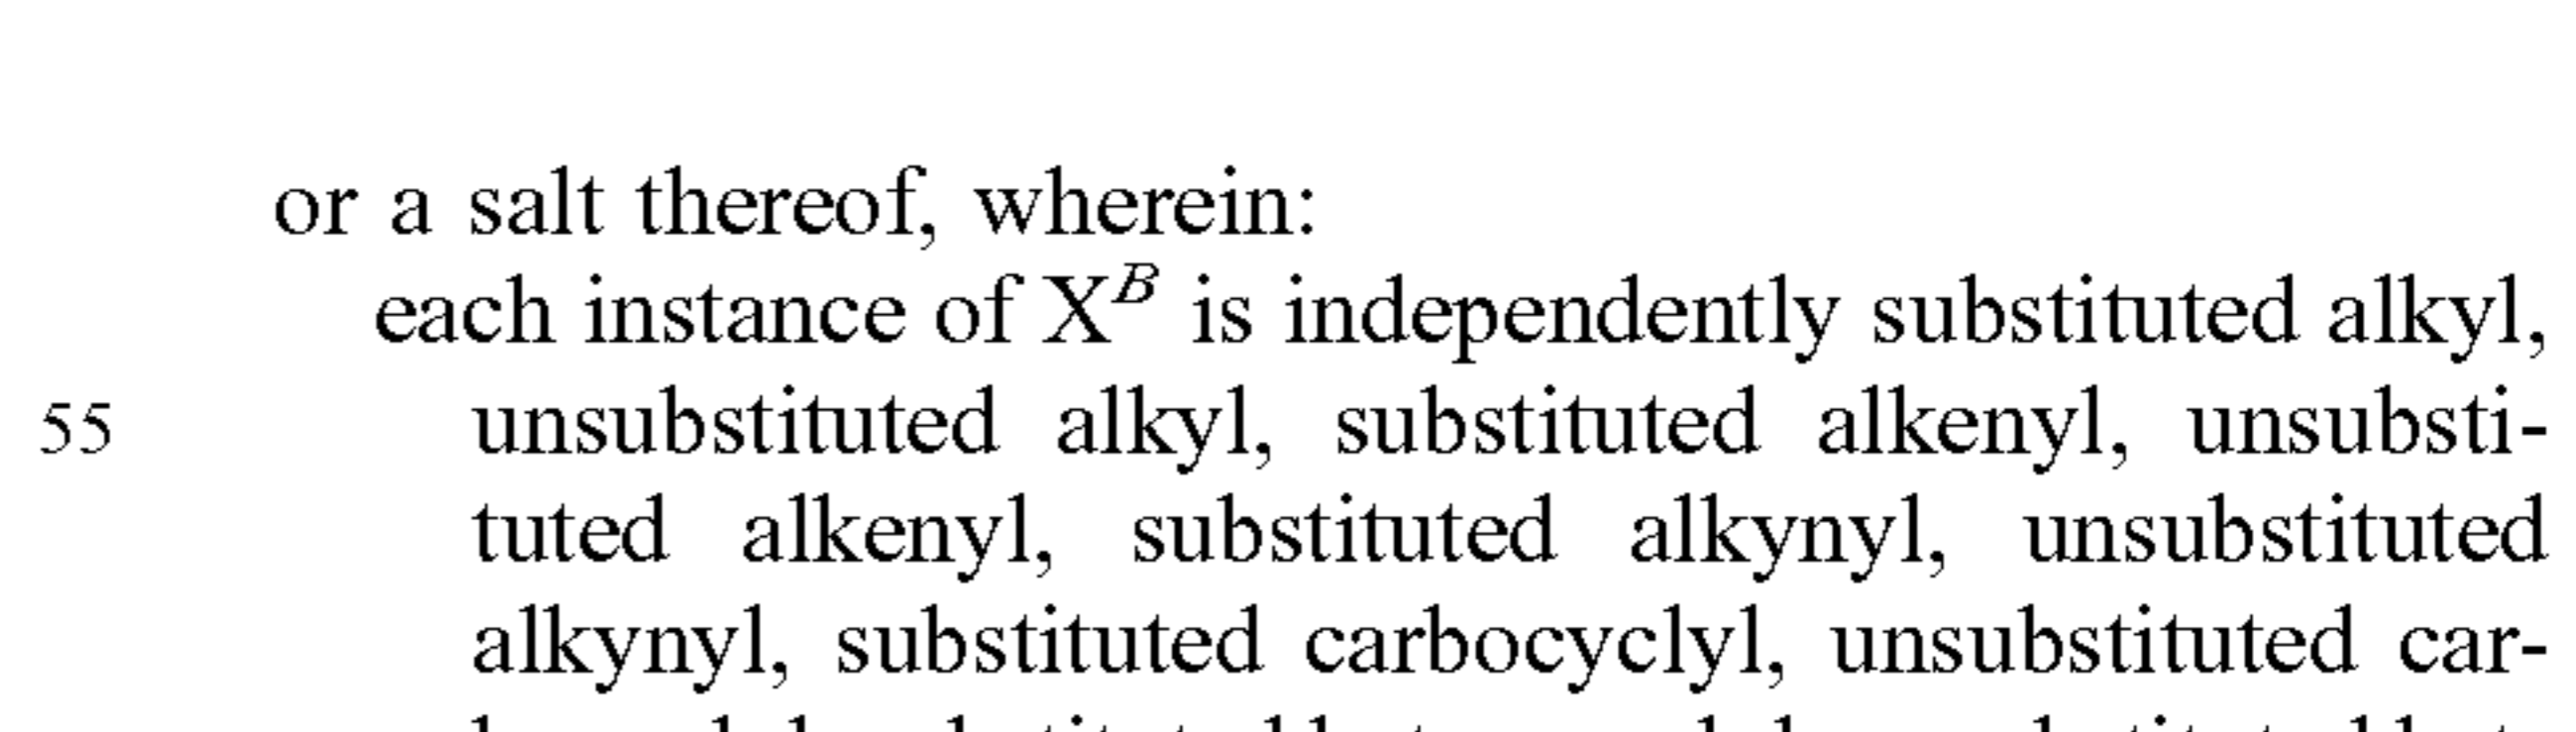 or a salt thereof, wherein:
each instance of X^B is independently substituted alkyl,
55 unsubstituted alkyl, substituted alkenyl, unsubsti-
tuted alkenyl, substituted alkynyl, unsubstituted
alkynyl, substituted carbocyclyl, unsubstituted car-